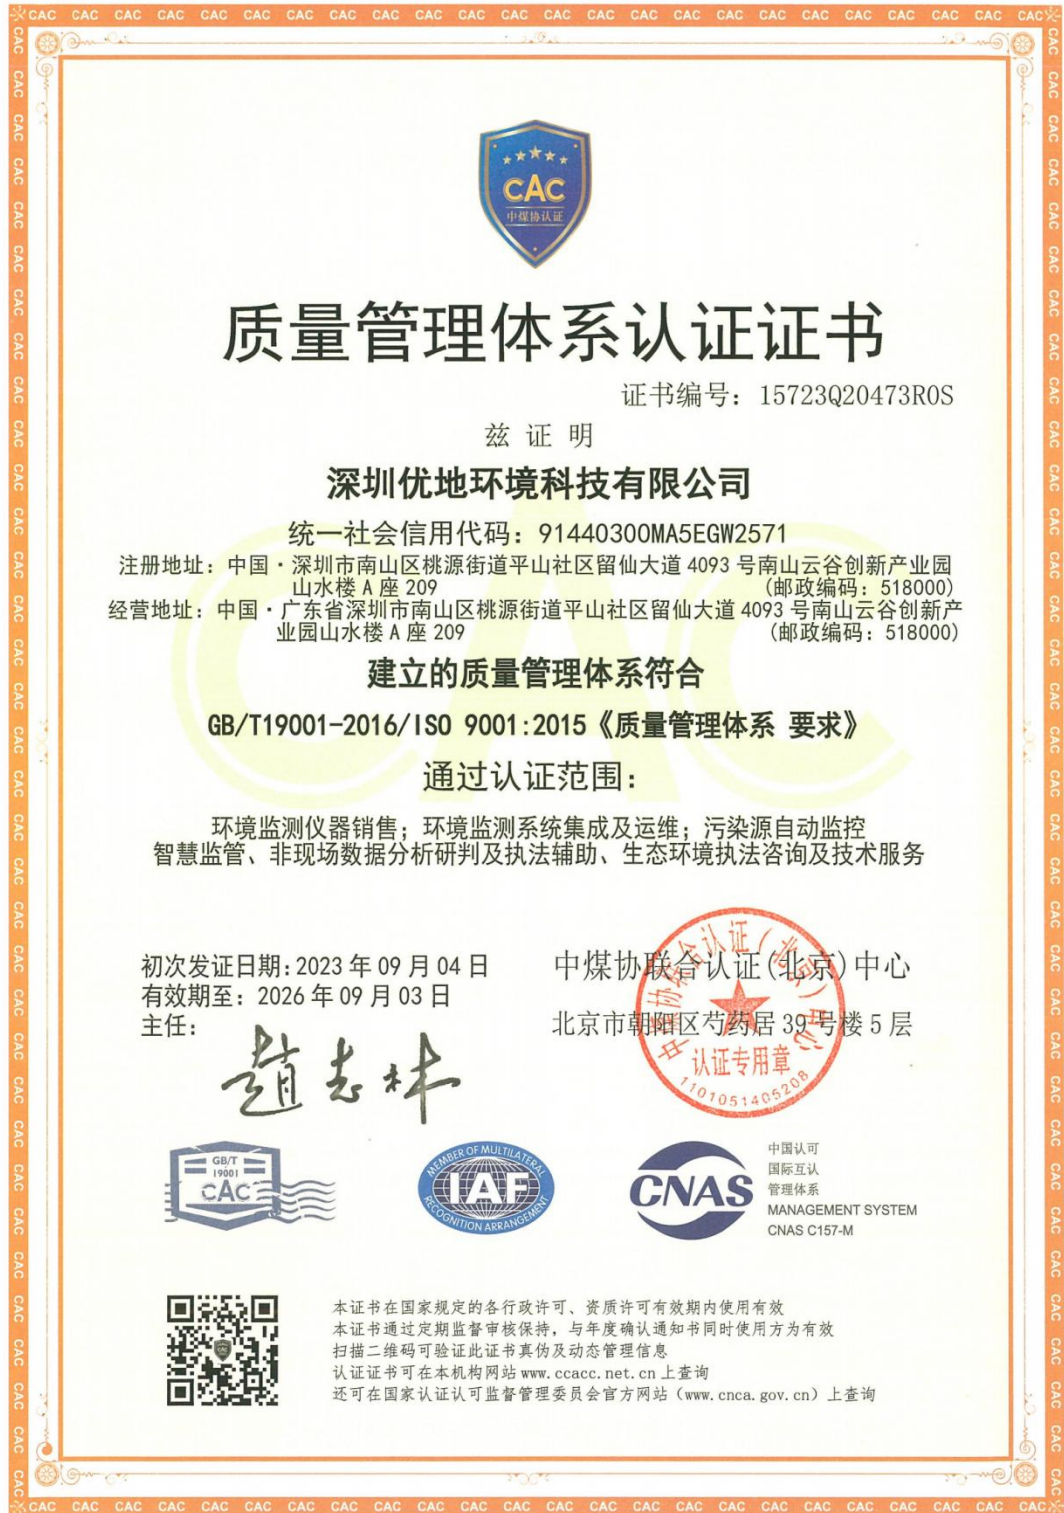 CAC
中煤协认证
质量管理体系认证证书
证书编号：15723Q20473R0S
兹证明
深圳优地环境科技有限公司
统一社会信用代码：91440300MA5EGW2571
注册地址：中国·深圳市南山区桃源街道平山社区留仙大道 4093 号南山云谷创新产业园
山水楼 A 座 209 (邮政编码：518000)
经营地址：中国·广东省深圳市南山区桃源街道平山社区留仙大道 4093 号南山云谷创新产
业园山水楼 A 座 209 (邮政编码：518000)
建立的质量管理体系符合
GB/T19001-2016/ISO 9001:2015《质量管理体系 要求》
通过认证范围：
环境监测仪器销售；环境监测系统集成及运维；污染源自动监控
智慧监管、非现场数据分析研判及执法辅助、生态环境执法咨询及技术服务
初次发证日期：2023 年 09 月 04 日
有效期至：2026 年 09 月 03 日
主任：
赵志林
中煤协联合认证(北京)中心
北京市朝阳区芍药居 39 号楼 5 层
中煤协联合认证(北京)中心
认证专用章
1101051405208
GB/T
19001
CAC
MEMBER OF MULTILATERAL
IAF
RECOGNITION ARRANGEMENT
CNAS
中国认可
国际互认
管理体系
MANAGEMENT SYSTEM
CNAS C157-M
本证书在国家规定的各行政许可、资质许可有效期内使用有效
本证书通过定期监督审核保持，与年度确认通知书同时使用方为有效
扫描二维码可验证此证书真伪及动态管理信息
认证证书可在本机构网站 www.ccacc.net.cn 上查询
还可在国家认证认可监督管理委员会官方网站（www.cnca.gov.cn）上查询